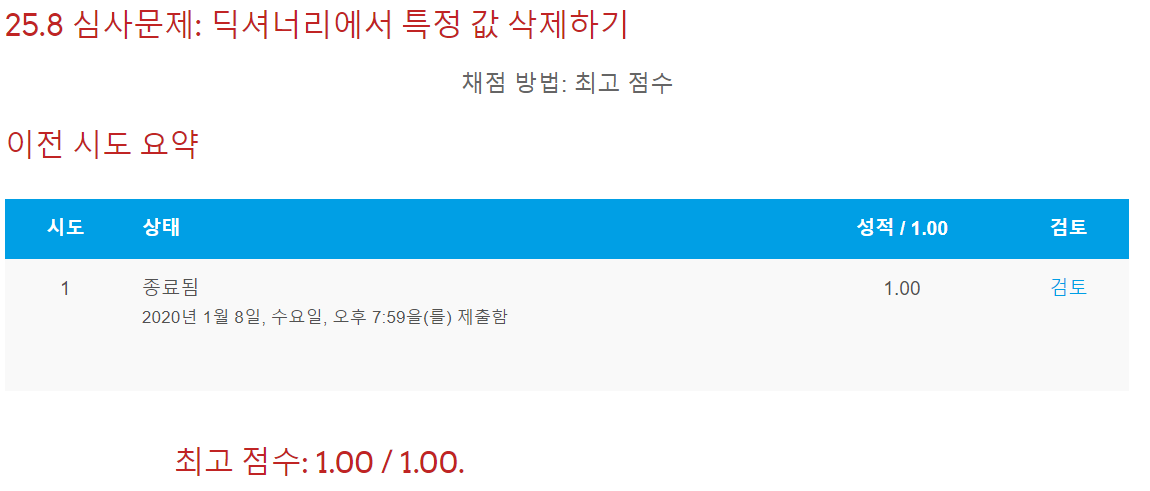 25.8 심사문제: 딕셔너리에서 특정 값 삭제하기
채점 방법: 최고 점수
이전 시도 요약
시도 상태 성적 / 1.00 검토
1 종료됨 1.00 검토
2020년 1월 8일, 수요일, 오후 7:59을(를) 제출함
최고 점수: 1.00 / 1.00.